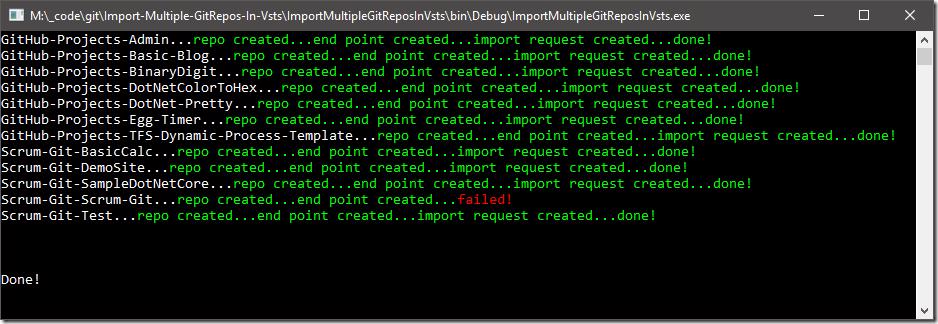 M:\_code\git\Import-Multiple-GitRepos-In-Vsts\ImportMultipleGitReposInVsts\bin\Debug\ImportMultipleGitReposInVsts.exe
GitHub-Projects-Admin...repo created...end point created...import request created...done!
GitHub-Projects-Basic-Blog...repo created...end point created...import request created...done!
GitHub-Projects-BinaryDigit...repo created...end point created...import request created...done!
GitHub-Projects-DotNetColorToHex...repo created...end point created...import request created...done!
GitHub-Projects-DotNet-Pretty...repo created...end point created...import request created...done!
GitHub-Projects-Egg-Timer...repo created...end point created...import request created...done!
GitHub-Projects-TFS-Dynamic-Process-Template...repo created...end point created...import request created...done!
Scrum-Git-BasicCalc...repo created...end point created...import request created...done!
Scrum-Git-DemoSite...repo created...end point created...import request created...done!
Scrum-Git-SampleDotNetCore...repo created...end point created...import request created...done!
Scrum-Git-Scrum-Git...repo created...end point created...failed!
Scrum-Git-Test...repo created...end point created...import request created...done!
Done!